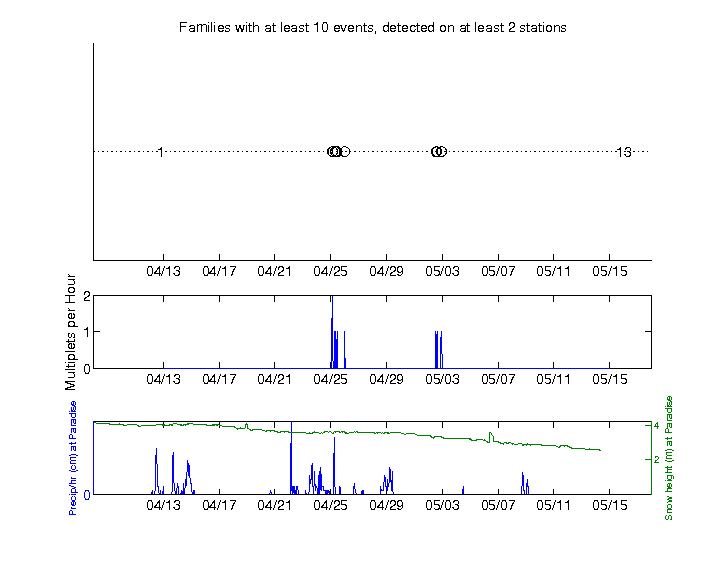 Families with at least 10 events, detected on at least 2 stations
1 13
04/13 04/17 04/21 04/25 04/29 05/03 05/07 05/11 05/15
Multiplets per Hour
2
1
0
04/13 04/17 04/21 04/25 04/29 05/03 05/07 05/11 05/15
Precip/hr (cm) at Paradise
0
4
2
Snow height (m) at Paradise
04/13 04/17 04/21 04/25 04/29 05/03 05/07 05/11 05/15